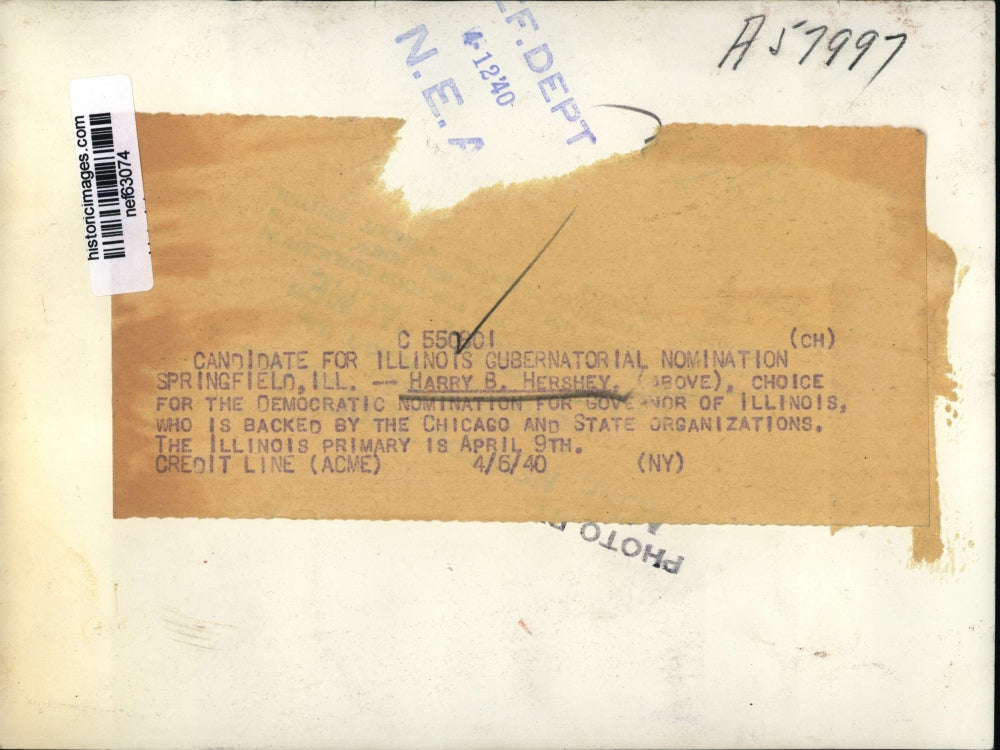 A57997
F. DEPT
4-12'40
N.E.A
historicimages.com
nef63074
(CH)
CANDIDATE FOR ILLINOIS GUBERNATORIAL NOMINATION
SPRINGFIELD, ILL. -- HARRY B. HERSHEY, (ABOVE), CHOICE
FOR THE DEMOCRATIC NOMINATION FOR GOVERNOR OF ILLINOIS,
WHO IS BACKED BY THE CHICAGO AND STATE ORGANIZATIONS.
THE ILLINOIS PRIMARY IS APRIL 9TH.
CREDIT LINE (ACME) 4/6/40 (NY)
PHOTO